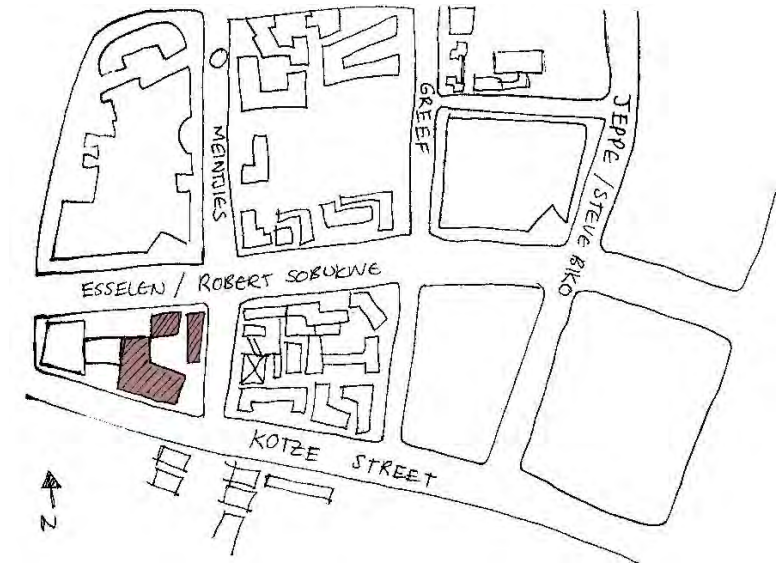 MEINTJIES
GREEF
JEPPE / STEVE BIKO
ESSELEN / ROBERT SOBUKWE
KOTZE STREET
N